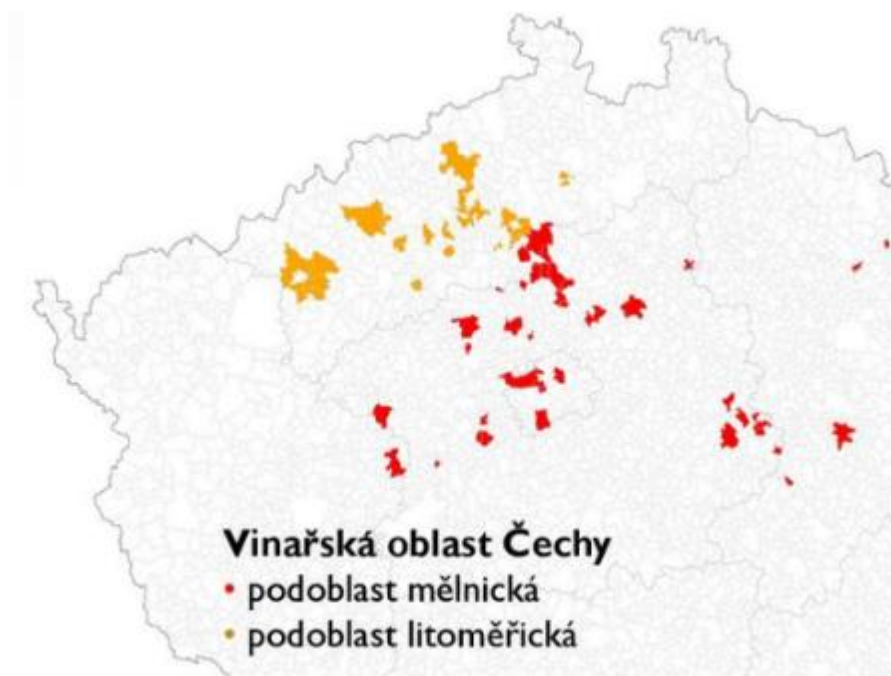 Vinařská oblast Čechy
• podoblast mělnická
• podoblast litoměřická